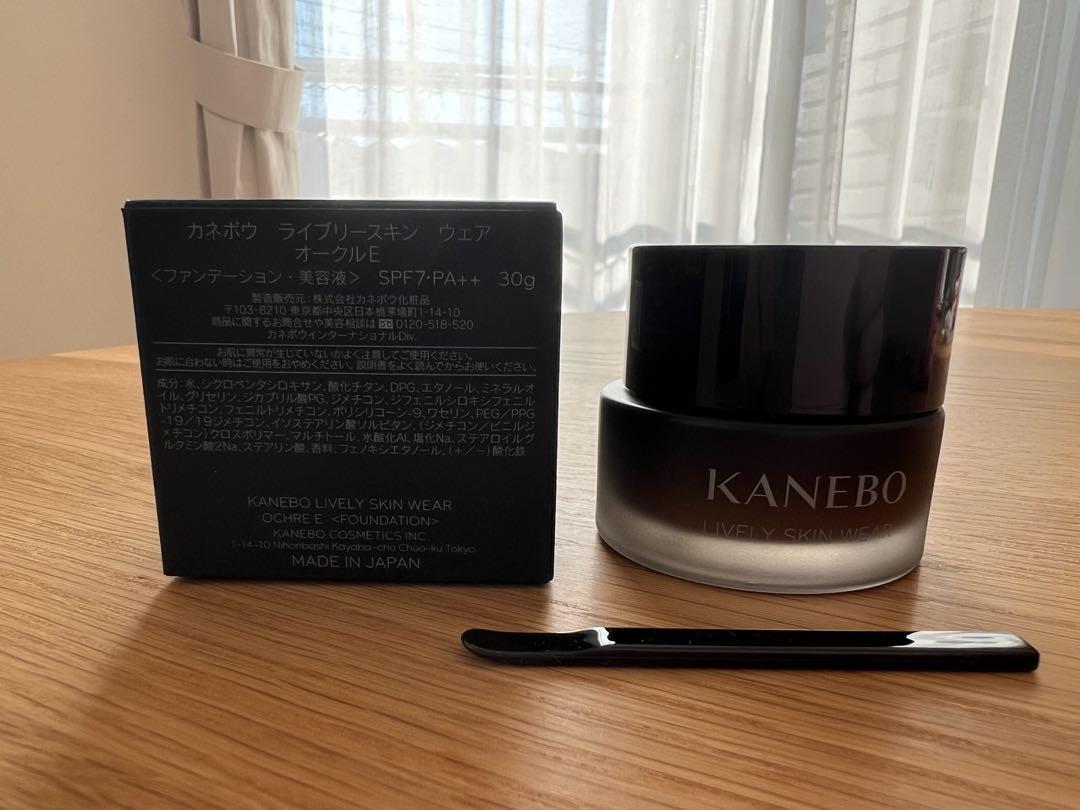 カネボウ　ライブリースキン　ウェア
オークルE
<ファンデーション・美容液>　SPF7・PA++　30g
製造販売元:株式会社カネボウ化粧品
〒103-8210 東京都中央区日本橋茅場町1-14-10
商品に関するお問合せや美容相談は 0120-518-520
カネボウインターナショナルDiv.
お肌に異常が生じていないかよく注意してご使用ください。
お肌に合わない時はご使用をおやめください。説明書をよく読んでからお使いください。
成分:水、シクロペンタシロキサン、酸化チタン、DPG、エタノール、ミネラルオ
イル、グリセリン、ジカプリル酸PG、ジメチコン、ジフェニルシロキシフェニル
トリメチコン、フェニルトリメチコン、ポリシリコーン-9、ワセリン、PEG/PPG
-19/19ジメチコン、イソステアリン酸ソルビタン、(ジメチコン/ビニルジ
メチコン)クロスポリマー、マルチトール、水酸化Al、塩化Na、ステアロイルグ
ルタミン酸2Na、ステアリン酸、香料、フェノキシエタノール、(+/-)酸化鉄
KANEBO LIVELY SKIN WEAR
OCHRE E <FOUNDATION>
KANEBO COSMETICS INC.
1-14-10 Nihonbashi Kayaba-cho Chuo-ku Tokyo
MADE IN JAPAN
KANEBO
LIVELY SKIN WEAR